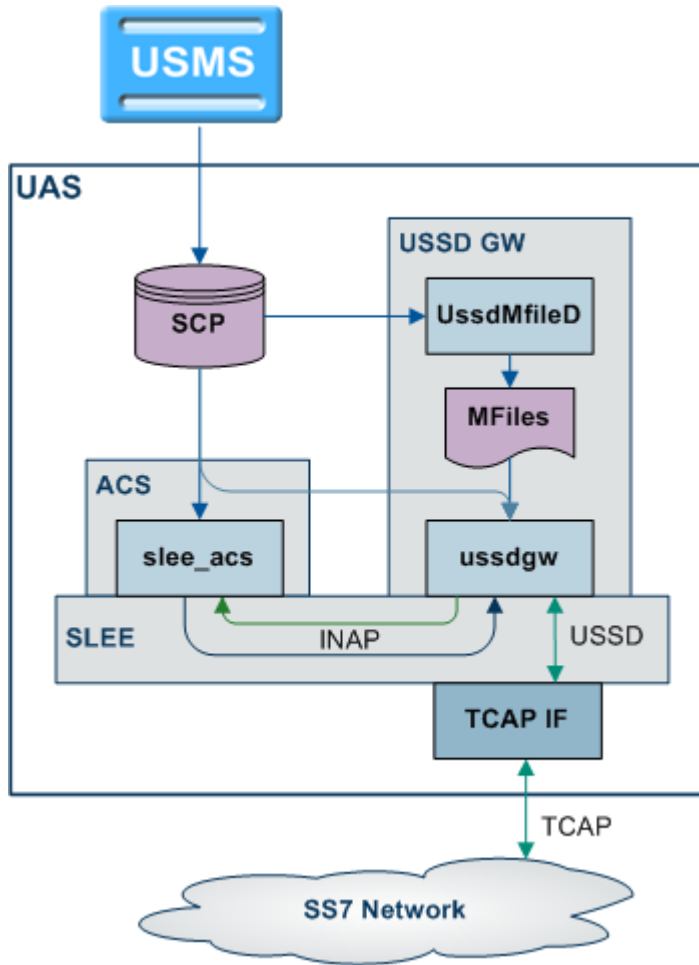 USMS
UAS
USSD GW
SCP
UssdMfileD
MFiles
ACS
slee_acs
ussdgw
SLEE
INAP
USSD
TCAP IF
TCAP
SS7 Network